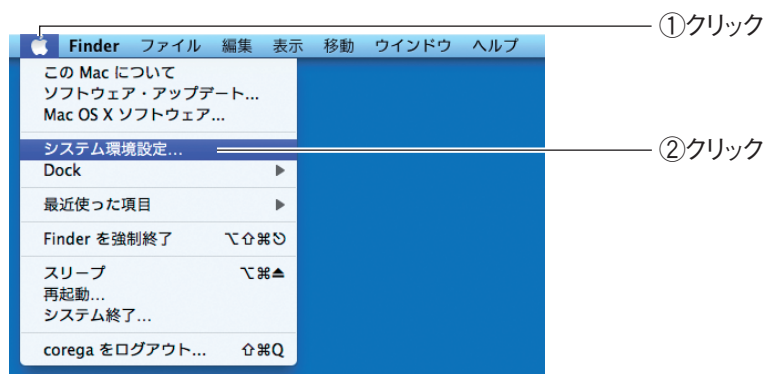 ①クリック
Finder ファイル 編集 表示 移動 ウインドウ ヘルプ
この Mac について
ソフトウェア・アップデート...
Mac OS X ソフトウェア...
システム環境設定...
②クリック
Dock ▶
最近使った項目 ▶
Finder を強制終了 ⌥⇧⌘⎋
スリープ ⌥⌘⏏
再起動...
システム終了...
corega をログアウト... ⇧⌘Q